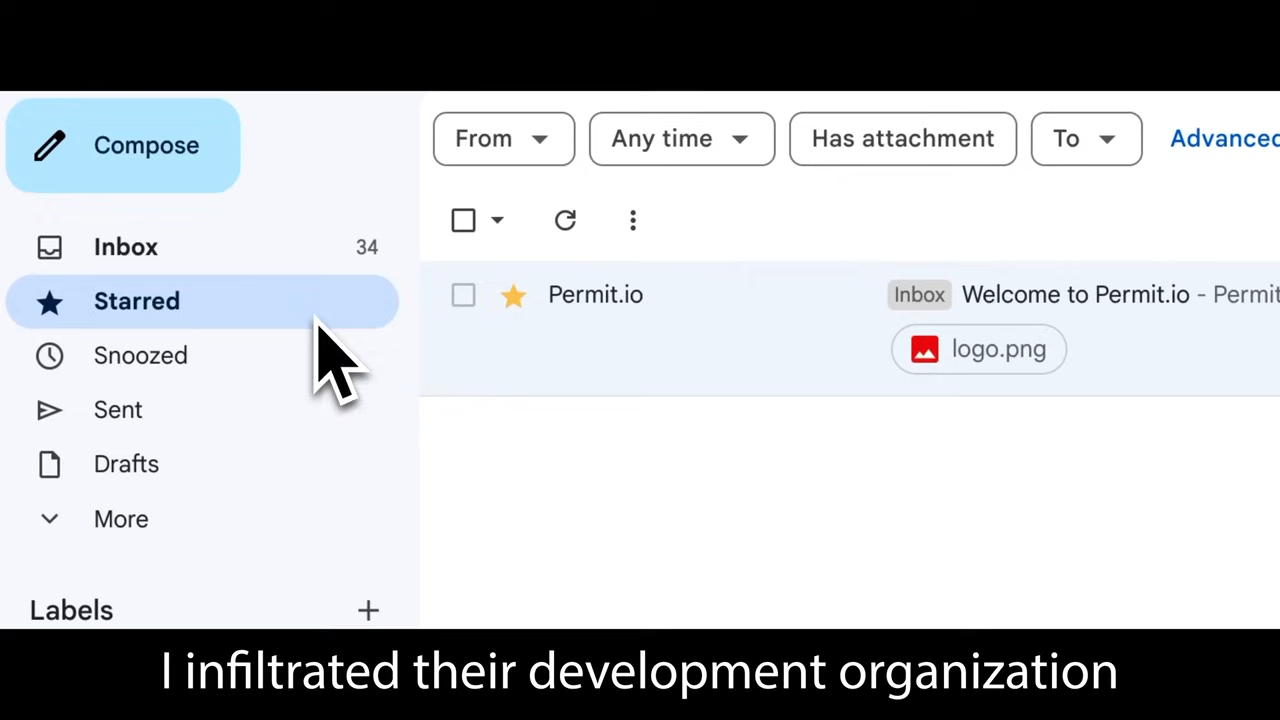 Compose
From
Any time
Has attachment
To
Advanced
Inbox 34
Starred
Permit.io
Inbox Welcome to Permit.io - Permit
logo.png
Snoozed
Sent
Drafts
More
Labels
I infiltrated their development organization